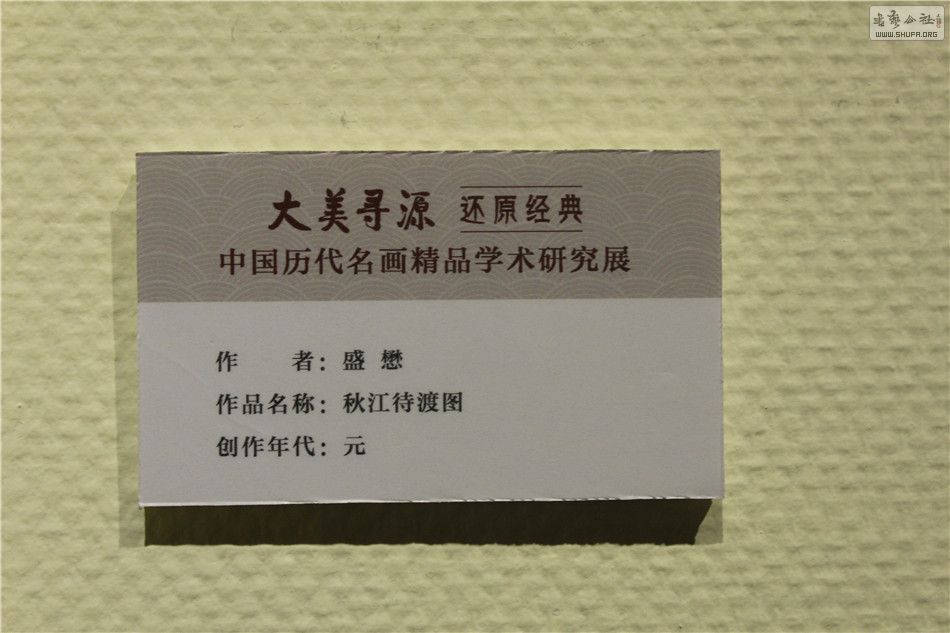 書藝公社
WWW.SHUFA.ORG
大美寻源 还原经典
中国历代名画精品学术研究展
作 者：盛 懋
作品名称：秋江待渡图
创作年代：元